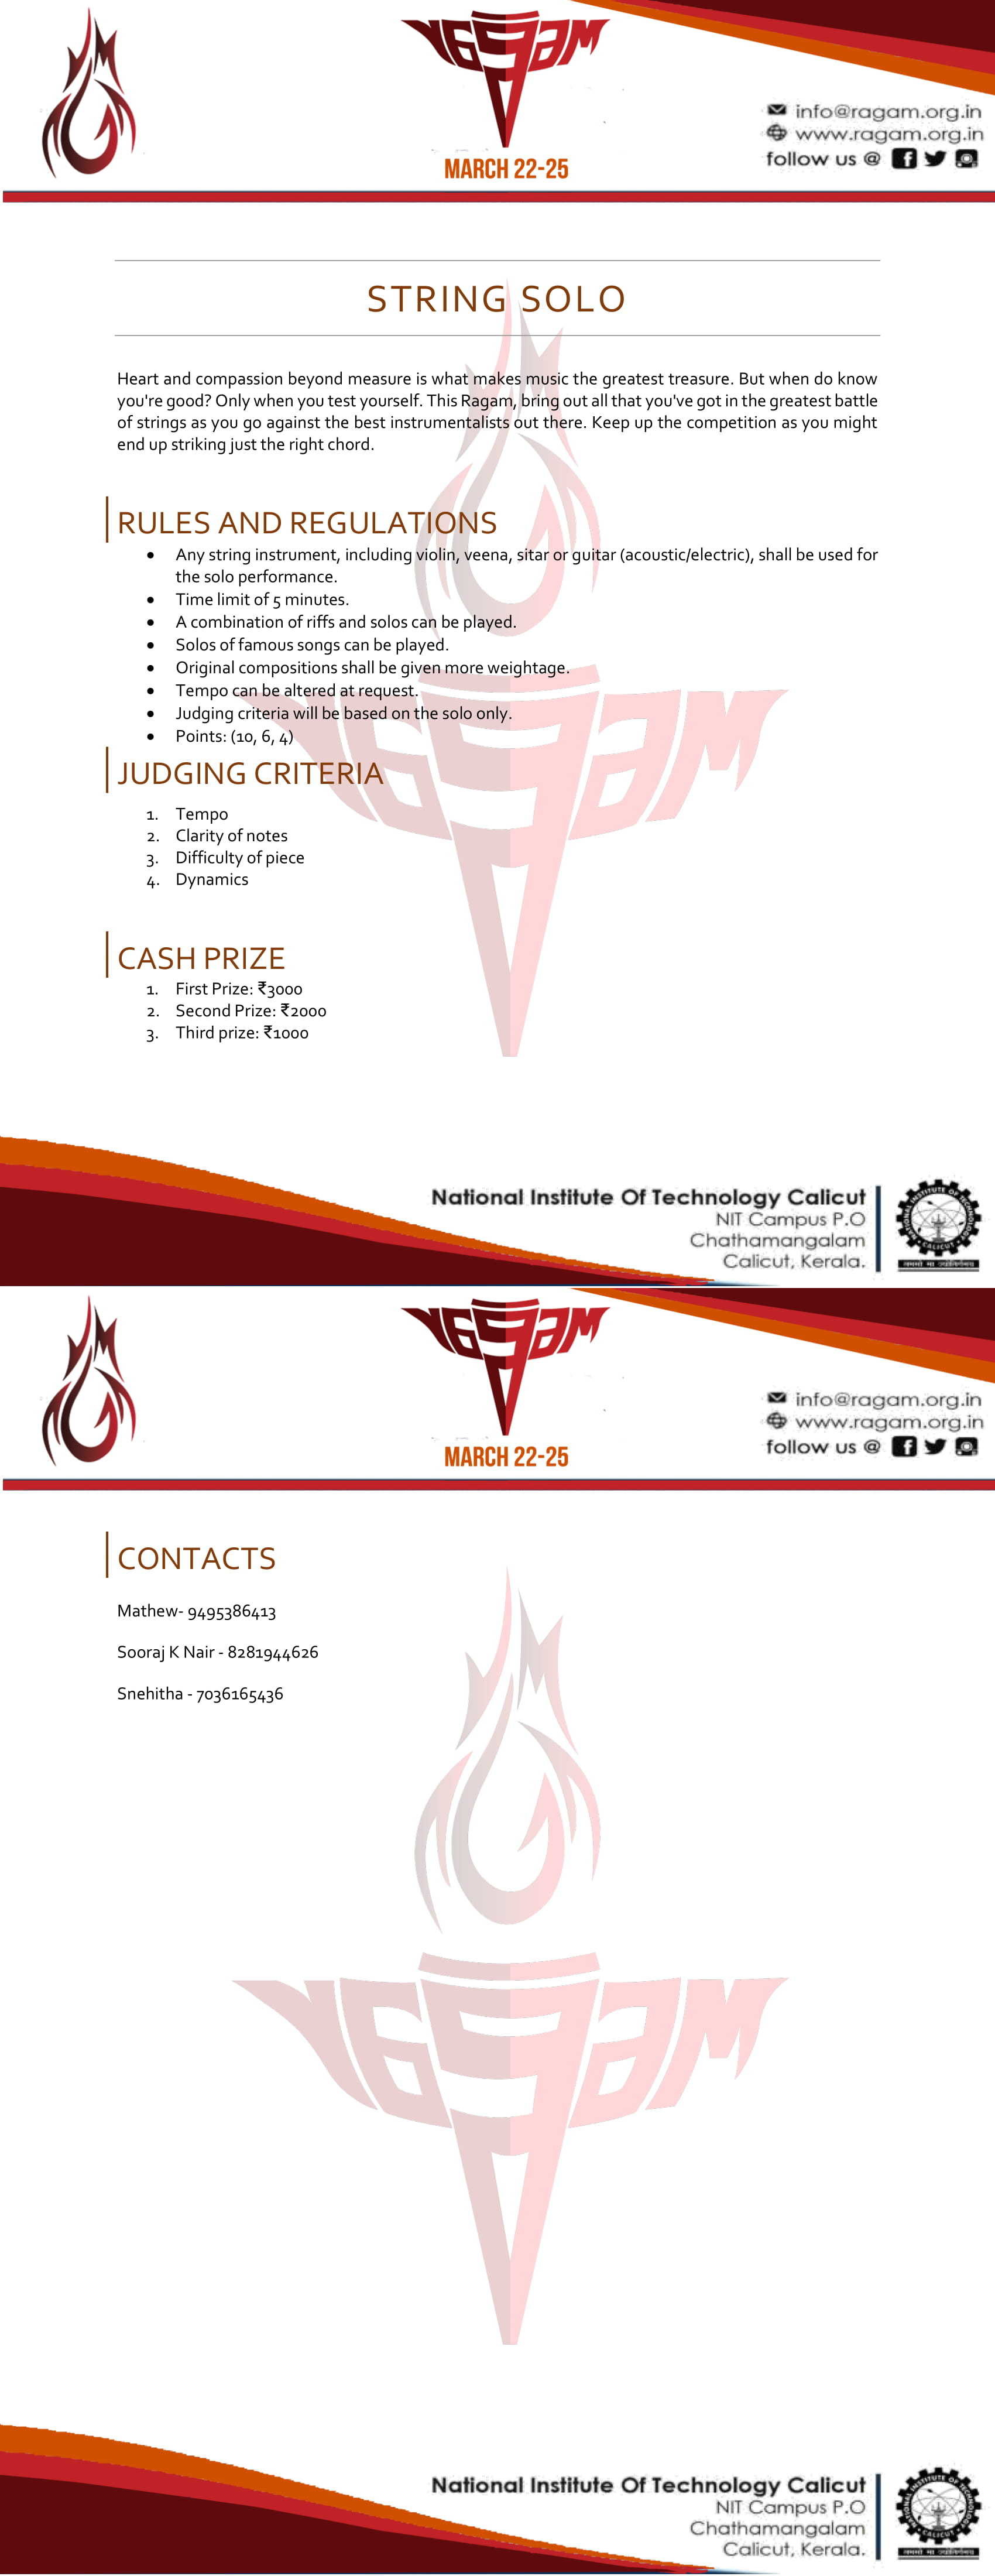 RAGAM
MARCH 22-25
info@ragam.org.in
www.ragam.org.in
follow us @
STRING SOLO
Heart and compassion beyond measure is what makes music the greatest treasure. But when do know
you're good? Only when you test yourself. This Ragam, bring out all that you've got in the greatest battle
of strings as you go against the best instrumentalists out there. Keep up the competition as you might
end up striking just the right chord.
RULES AND REGULATIONS
• Any string instrument, including violin, veena, sitar or guitar (acoustic/electric), shall be used for
the solo performance.
• Time limit of 5 minutes.
• A combination of riffs and solos can be played.
• Solos of famous songs can be played.
• Original compositions shall be given more weightage.
• Tempo can be altered at request.
• Judging criteria will be based on the solo only.
• Points: (10, 6, 4)
JUDGING CRITERIA
1. Tempo
2. Clarity of notes
3. Difficulty of piece
4. Dynamics
CASH PRIZE
1. First Prize: ₹3000
2. Second Prize: ₹2000
3. Third prize: ₹1000
National Institute Of Technology Calicut
NIT Campus P.O
Chathamangalam
Calicut, Kerala.
RAGAM
MARCH 22-25
info@ragam.org.in
www.ragam.org.in
follow us @
CONTACTS
Mathew- 9495386413
Sooraj K Nair - 8281944626
Snehitha - 7036165436
National Institute Of Technology Calicut
NIT Campus P.O
Chathamangalam
Calicut, Kerala.